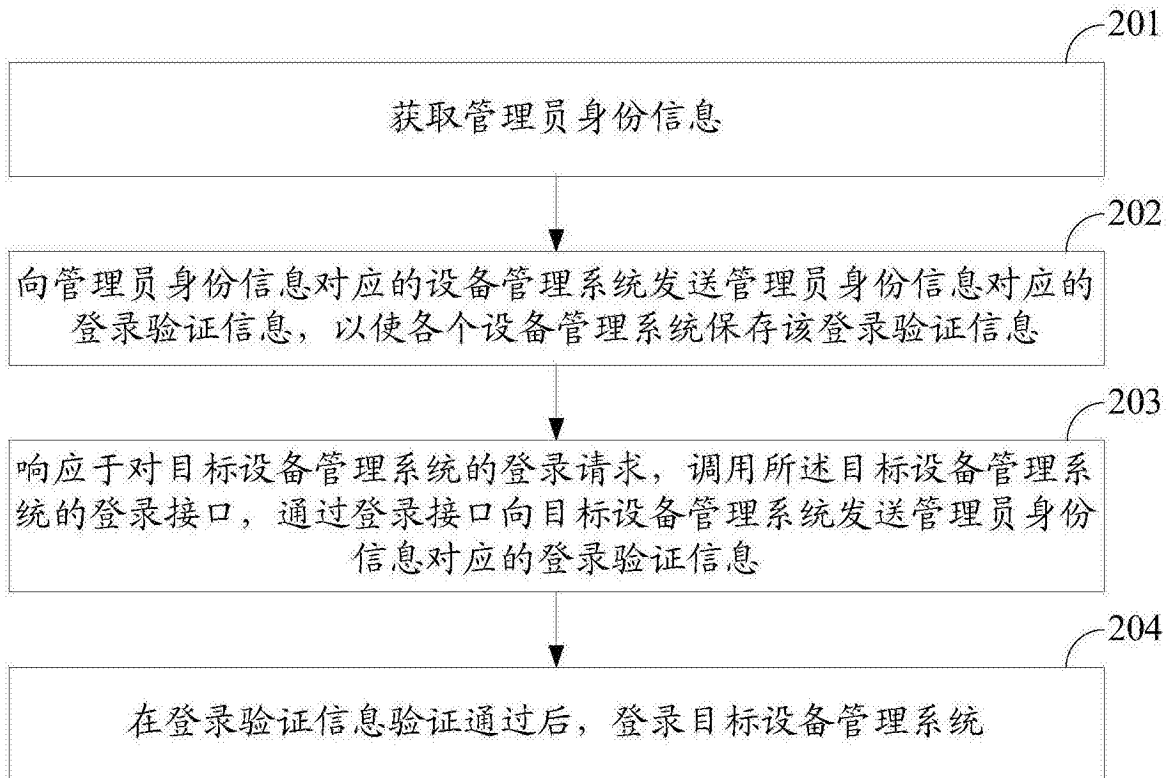 201
获取管理员身份信息
202
向管理员身份信息对应的设备管理系统发送管理员身份信息对应的
登录验证信息，以使各个设备管理系统保存该登录验证信息
203
响应于对目标设备管理系统的登录请求，调用所述目标设备管理系
统的登录接口，通过登录接口向目标设备管理系统发送管理员身份
信息对应的登录验证信息
204
在登录验证信息验证通过后，登录目标设备管理系统